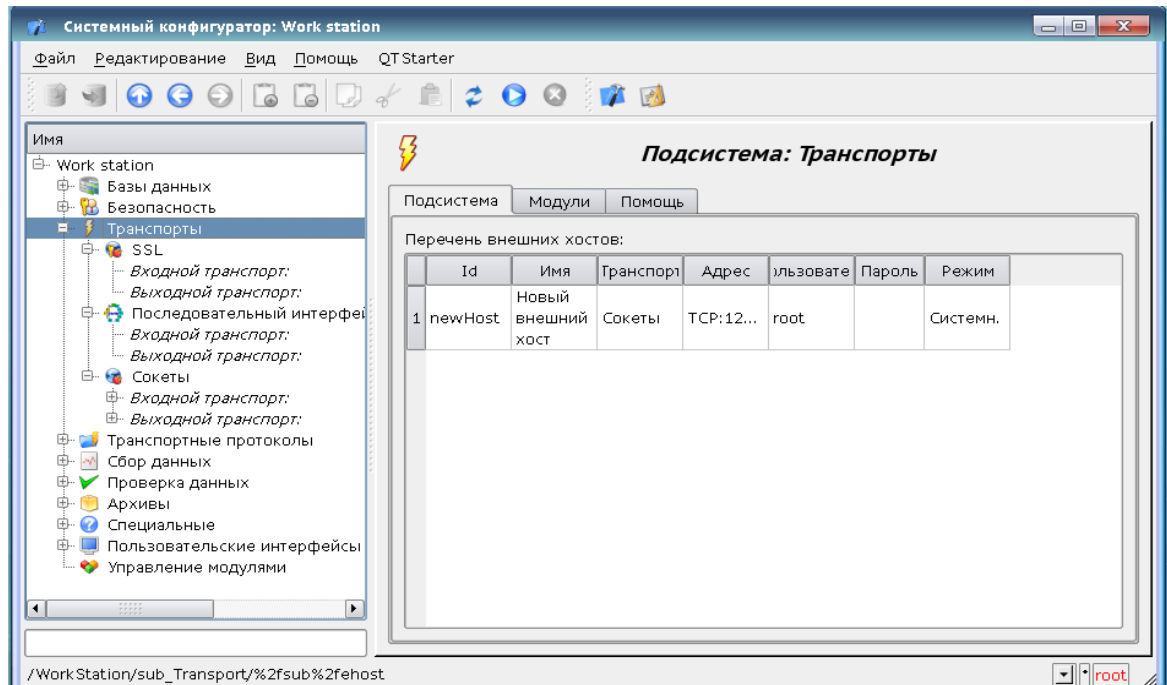 Системный конфигуратор: Work station
Файл Редактирование Вид Помощь QTStarter
Имя
Work station
Базы данных
Безопасность
Транспорты
SSL
Входной транспорт:
Выходной транспорт:
Последовательный интерфей
Входной транспорт:
Выходной транспорт:
Сокеты
Входной транспорт:
Выходной транспорт:
Транспортные протоколы
Сбор данных
Проверка данных
Архивы
Специальные
Пользовательские интерфейсы
Управление модулями
Подсистема: Транспорты
Подсистема Модули Помощь
Перечень внешних хостов:
Id Имя Транспорт Адрес ользовате Пароль Режим
1 newHost Новый внешний хост Сокеты TCP:12... root Системн.
/WorkStation/sub_Transport/%2fsub%2fehost
* root